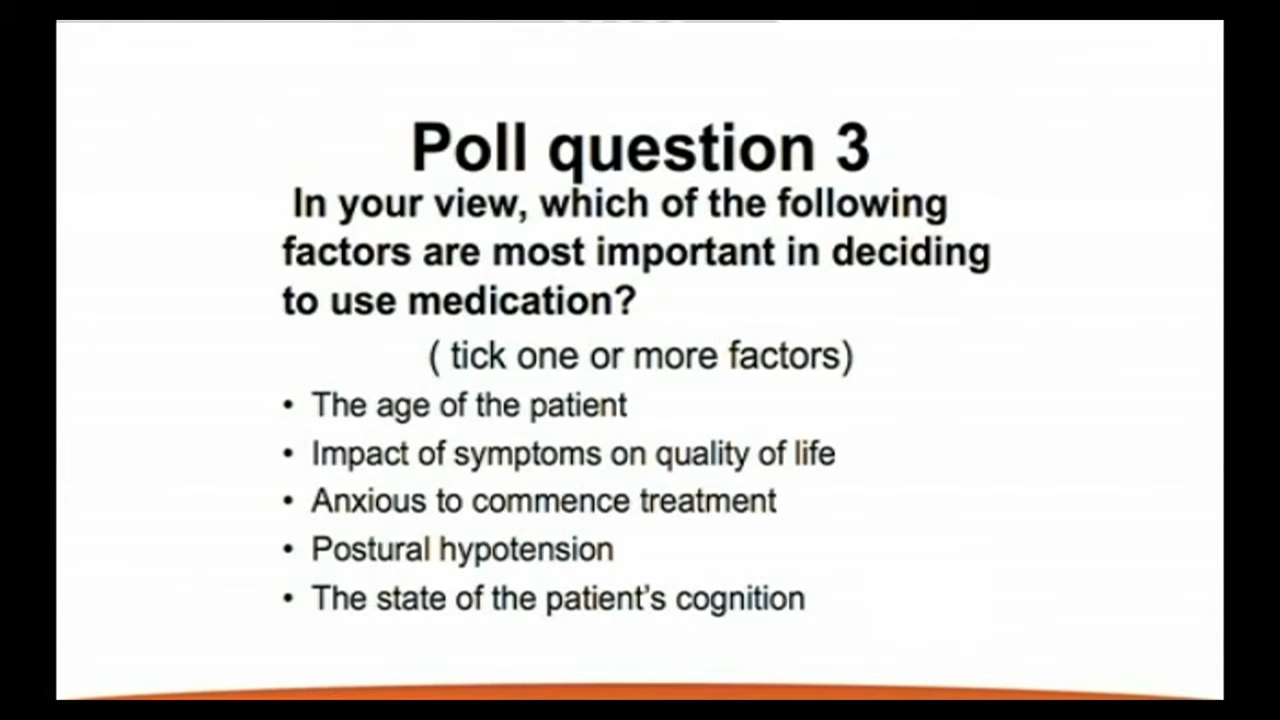 Poll question 3
In your view, which of the following
factors are most important in deciding
to use medication?
( tick one or more factors)
• The age of the patient
• Impact of symptoms on quality of life
• Anxious to commence treatment
• Postural hypotension
• The state of the patient's cognition